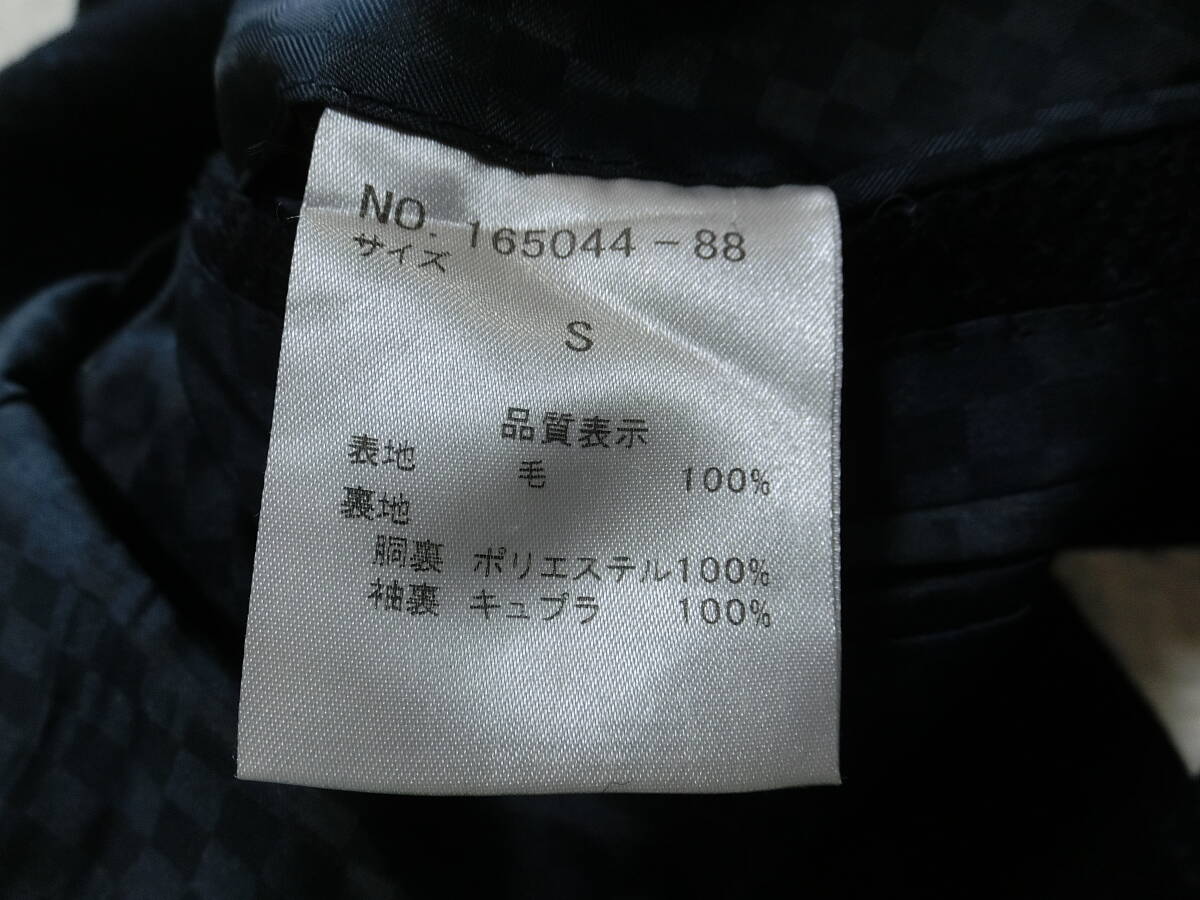 NO. 165044-88
サイズ
S
品質表示
表地 毛 100%
裏地
胴裏 ポリエステル100%
袖裏 キュプラ 100%